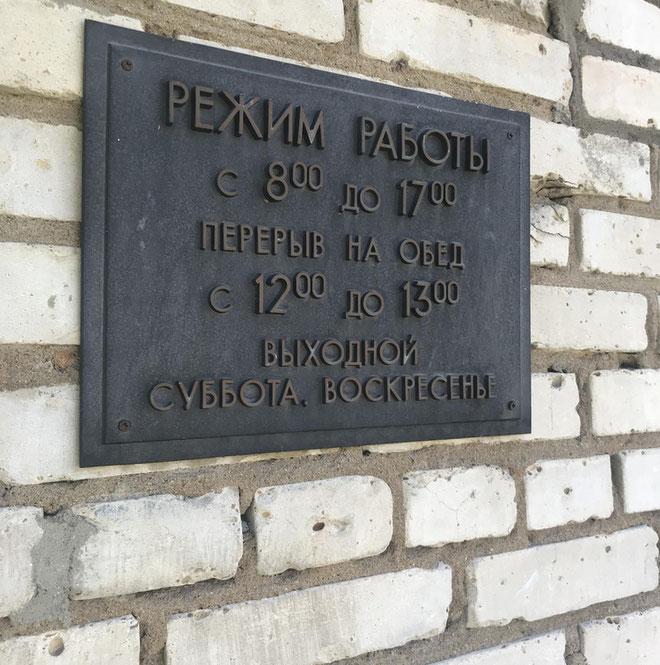 РЕЖИМ РАБОТЫ
С 8⁰⁰ ДО 17⁰⁰
ПЕРЕРЫВ НА ОБЕД
С 12⁰⁰ ДО 13⁰⁰
ВЫХОДНОЙ
СУББОТА. ВОСКРЕСЕНЬЕ